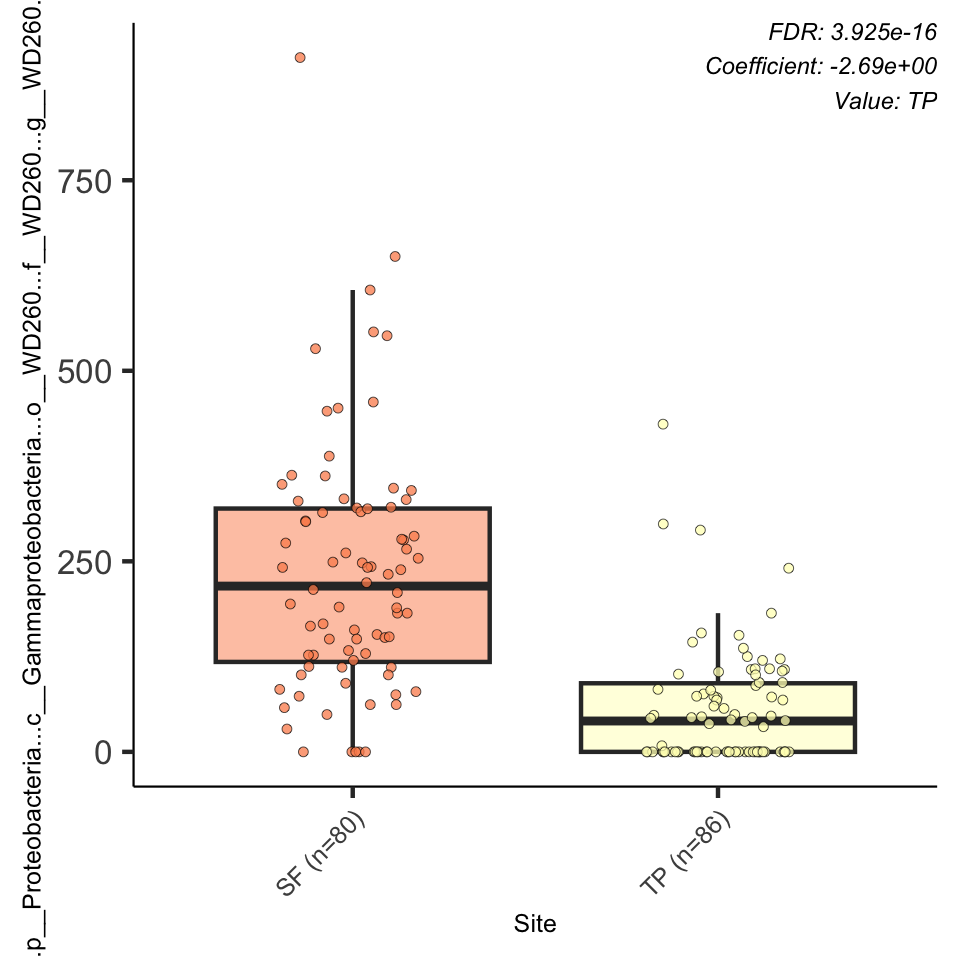 FDR: 3.925e-16
Coefficient: -2.69e+00
Value: TP
.p__Proteobacteria...c__Gammaproteobacteria...o__WD260...f__WD260...g__WD260.
750
500
250
0
SF (n=80)
TP (n=86)
Site